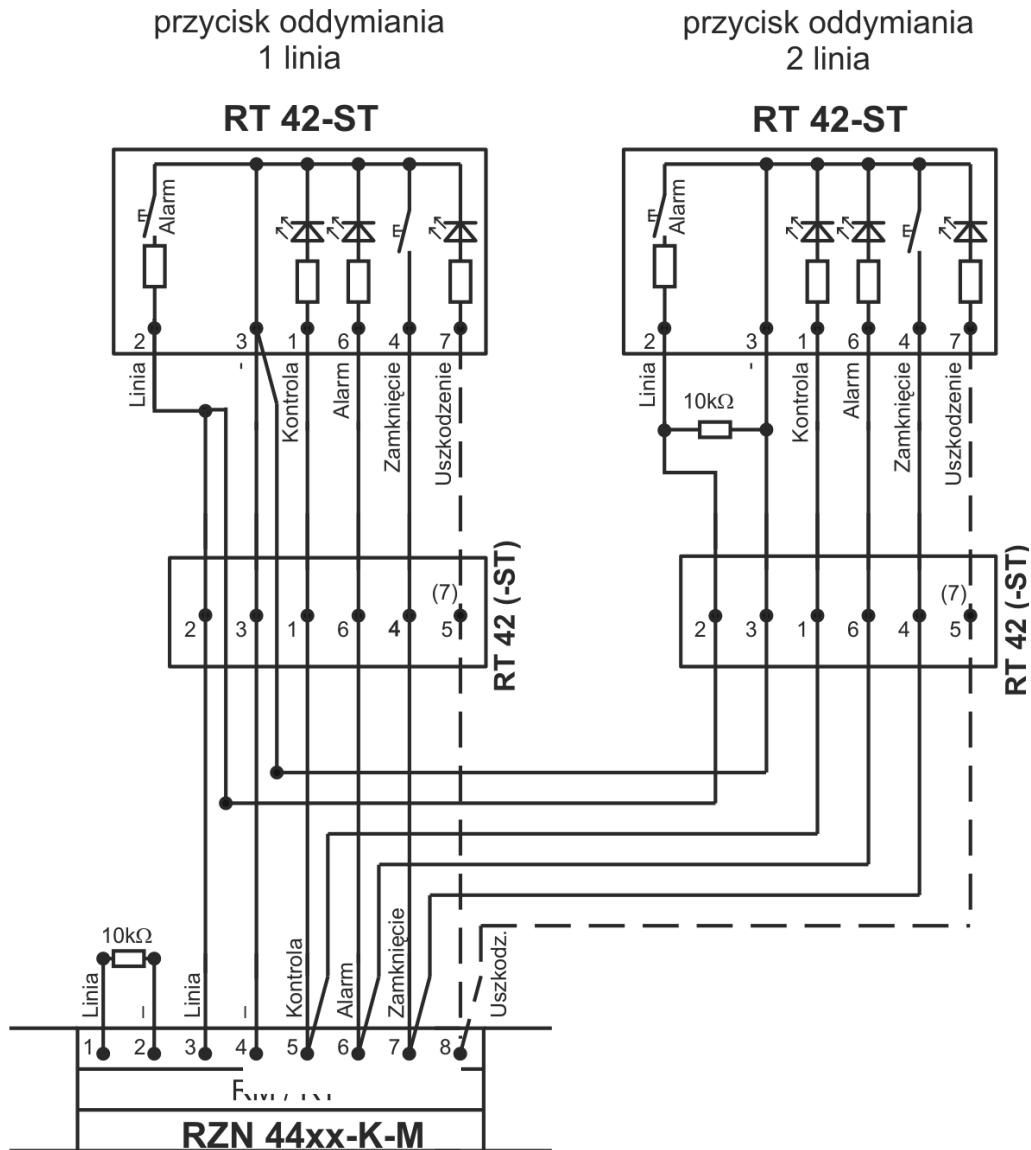 przycisk oddymiania
1 linia
przycisk oddymiania
2 linia
RT 42-ST
RT 42-ST
E
Alarm
E
E
Alarm
E
2
3
1
6
4
7
2
3
1
6
4
7
Linia
-
Kontrola
Alarm
Zamknięcie
Uszkodzenie
Linia
10kΩ
-
Kontrola
Alarm
Zamknięcie
Uszkodzenie
2
3
1
6
4
(7)
5
RT 42 (-ST)
2
3
1
6
4
(7)
5
RT 42 (-ST)
10kΩ
Linia
–
Linia
–
Kontrola
Alarm
Zamknięcie
Uszkodz.
1
2
3
4
5
6
7
8
RZN 44xx-K-M